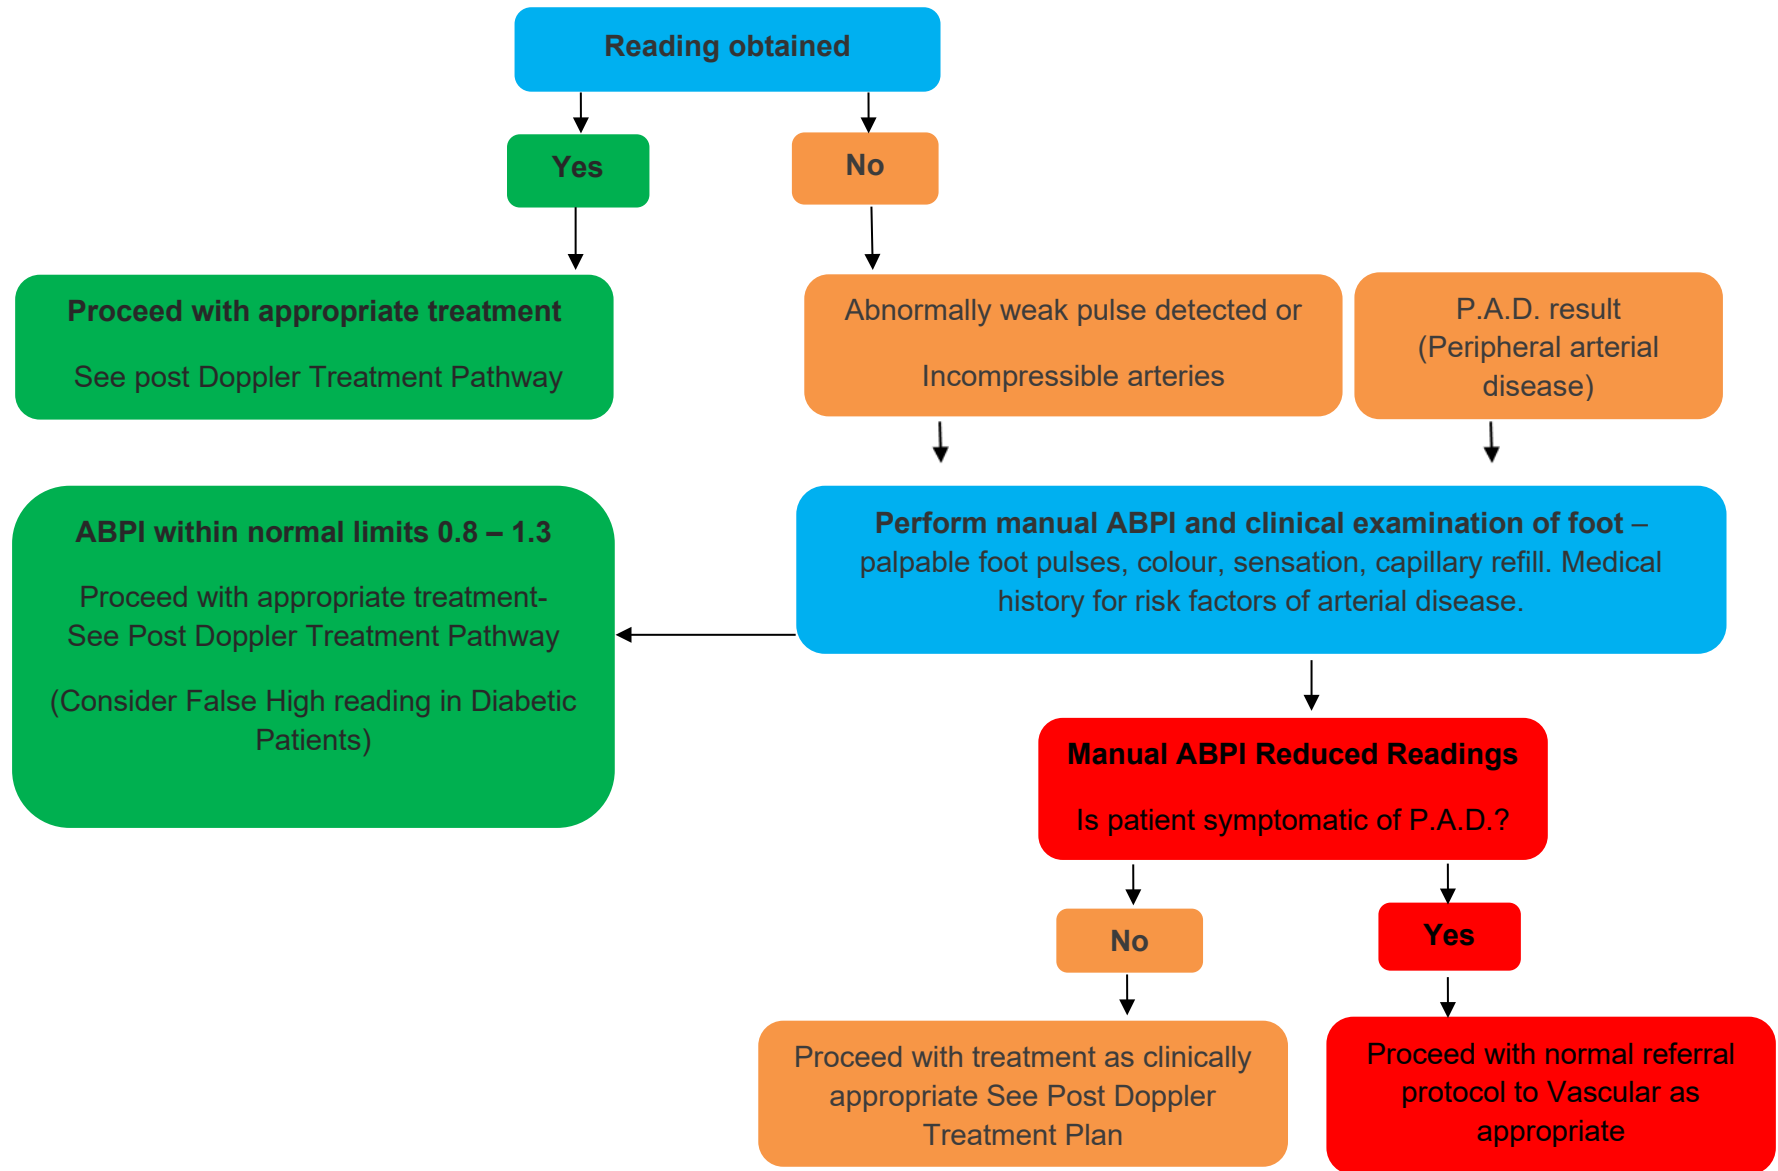 Reading obtained
Yes
No
Proceed with appropriate treatment
See post Doppler Treatment Pathway
Abnormally weak pulse detected or
Incompressible arteries
P.A.D. result
(Peripheral arterial
disease)
ABPI within normal limits 0.8 – 1.3
Proceed with appropriate treatment-
See Post Doppler Treatment Pathway
(Consider False High reading in Diabetic
Patients)
Perform manual ABPI and clinical examination of foot –
palpable foot pulses, colour, sensation, capillary refill. Medical
history for risk factors of arterial disease.
Manual ABPI Reduced Readings
Is patient symptomatic of P.A.D.?
No
Yes
Proceed with treatment as clinically
appropriate See Post Doppler
Treatment Plan
Proceed with normal referral
protocol to Vascular as
appropriate